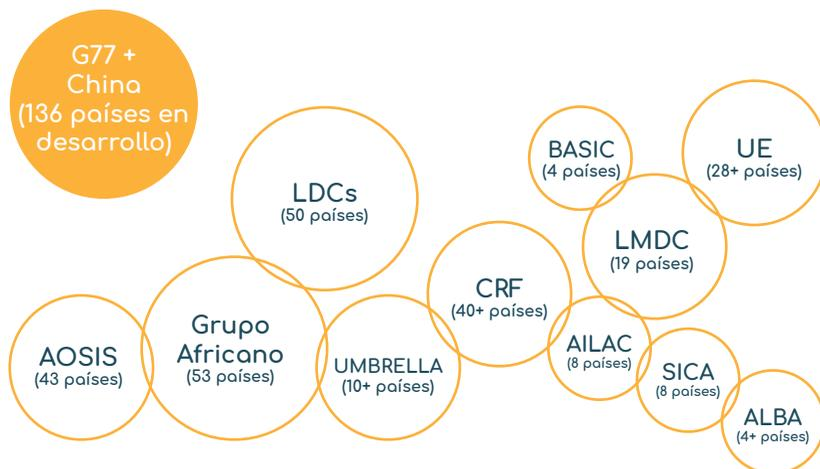 G77 +
China
(136 países en
desarrollo)
LDCs
(50 países)
BASIC
(4 países)
UE
(28+ países)
LMDC
(19 países)
CRF
(40+ países)
Grupo
Africano
(53 países)
AOSIS
(43 países)
UMBRELLA
(10+ países)
AILAC
(8 países)
SICA
(8 países)
ALBA
(4+ países)